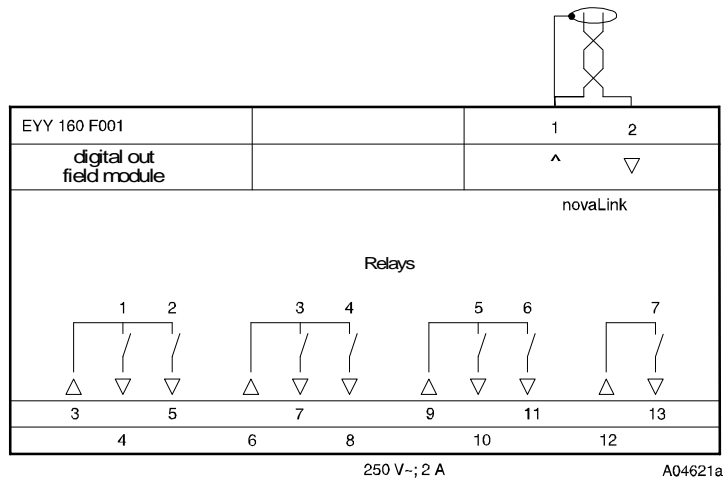 EYY 160 F001 1 2
digital out
field module
^
novaLink
Relays
1 2 3 4 5 6 7
3 5 7 9 11 13
4 6 8 10 12
250 V~; 2 A A04621a